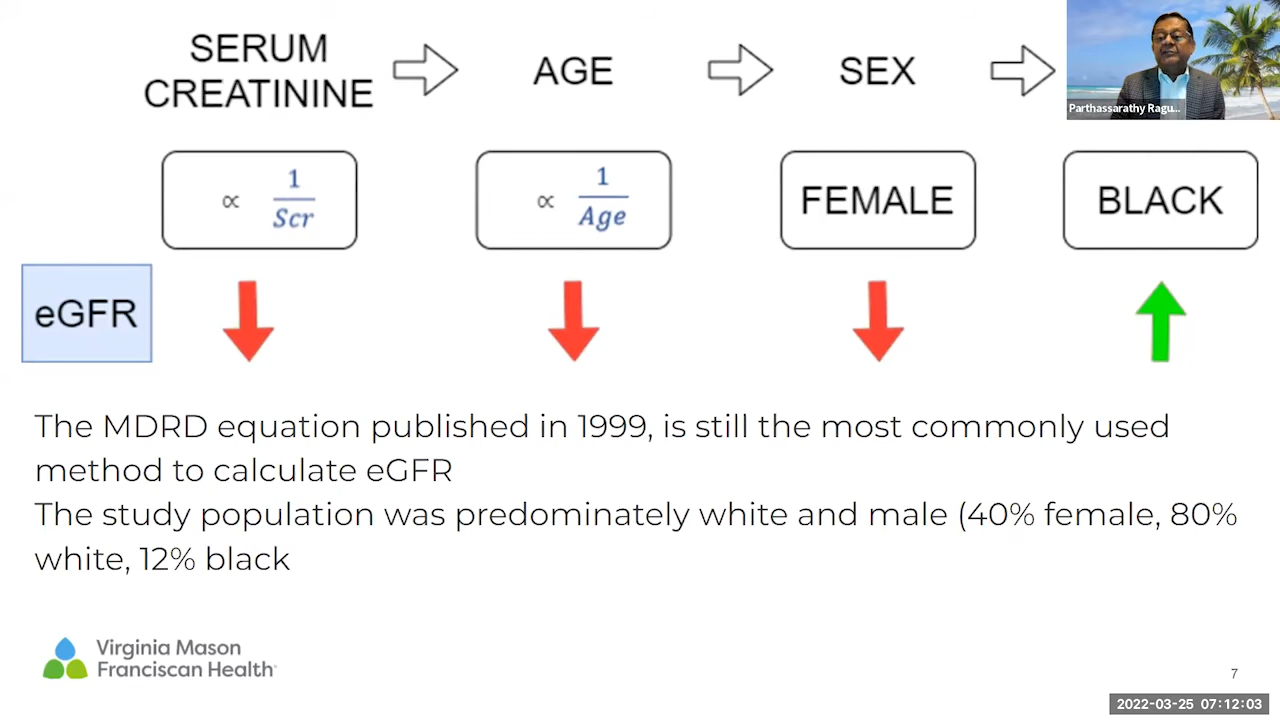 SERUM
CREATININE
AGE
SEX
Parthassarathy Ragu...
∝ 1/Scr
∝ 1/Age
FEMALE
BLACK
eGFR
The MDRD equation published in 1999, is still the most commonly used
method to calculate eGFR
The study population was predominately white and male (40% female, 80%
white, 12% black
Virginia Mason
Franciscan Health
7
2022-03-25 07:12:03